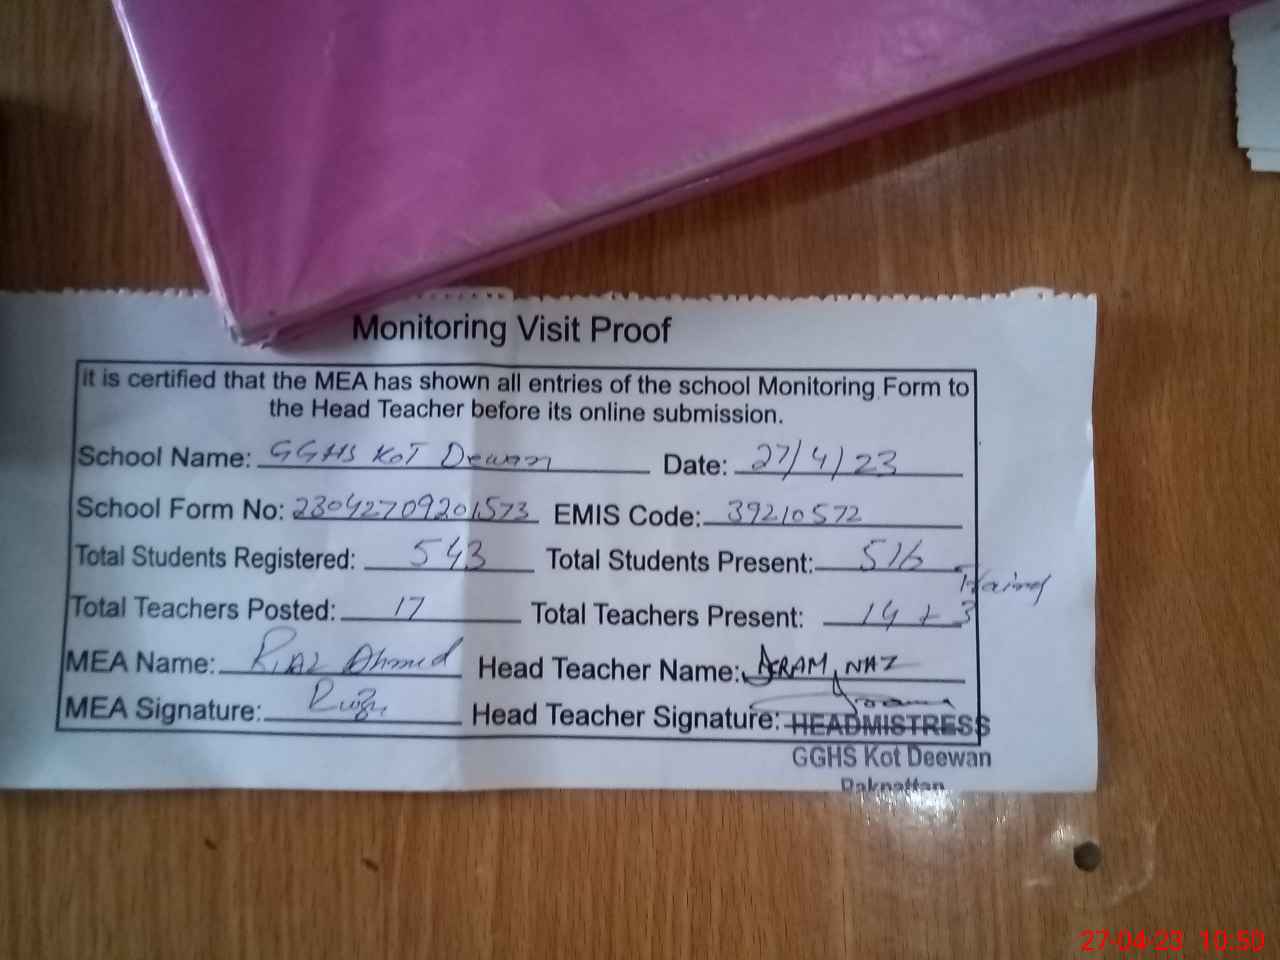 Monitoring Visit Proof
it is certified that the MEA has shown all entries of the school Monitoring Form to
the Head Teacher before its online submission.
School Name: GGHS KOT Dewan Date: 27/4/23
School Form No: 23042709201573 EMIS Code: 39210572
Total Students Registered: 543 Total Students Present: 516
Total Teachers Posted: 17 Total Teachers Present: 14 + 3
MEA Name: Riaz Ahmed Head Teacher Name: NAZ
MEA Signature: Head Teacher Signature:
HEADMISTRESS
GGHS Kot Deewan
Pakpattan
27-04-23 10:50